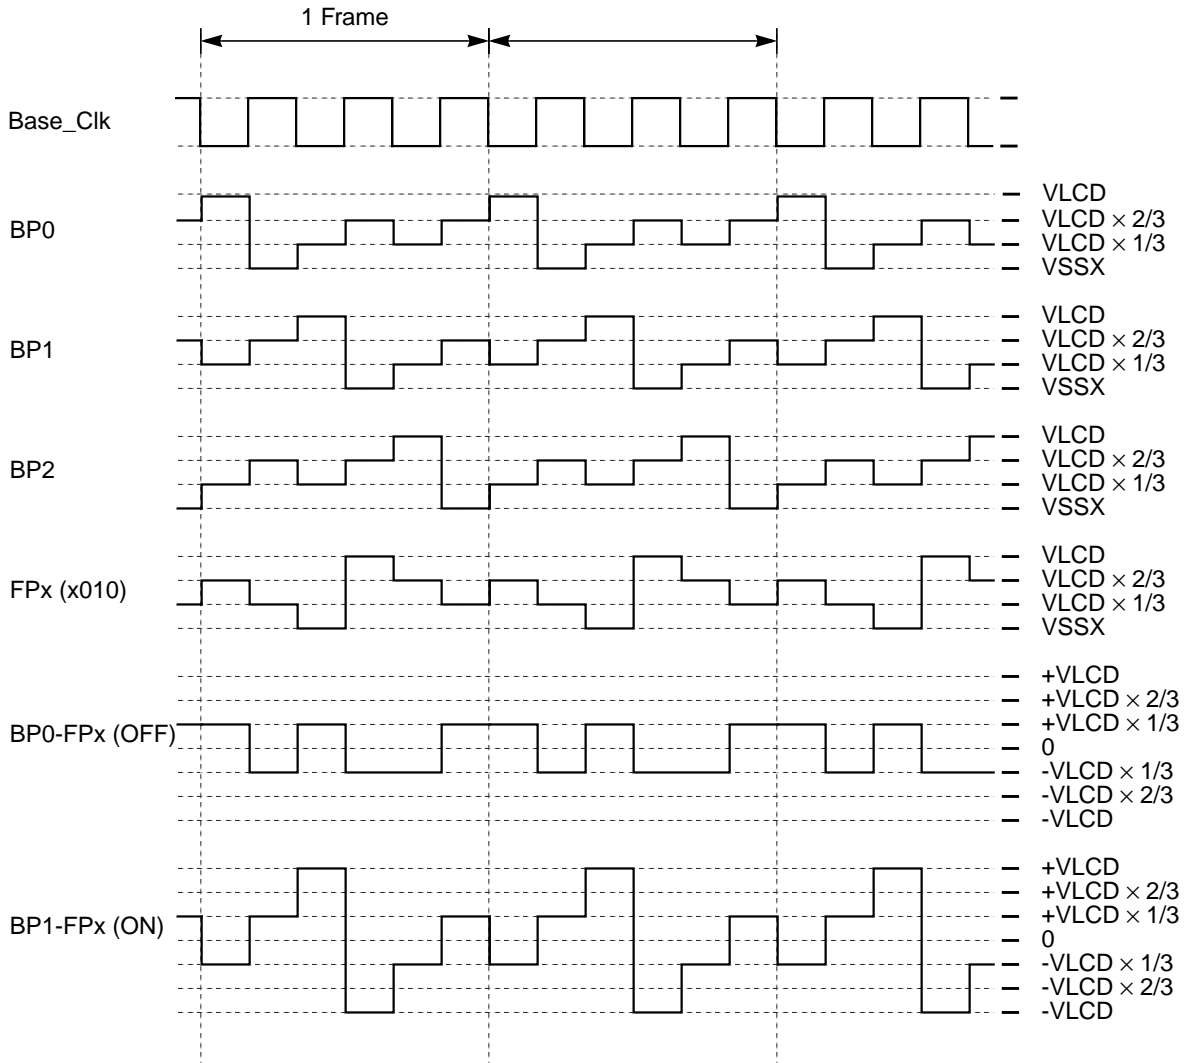 1 Frame
Base_Clk
BP0
VLCD
VLCD × 2/3
VLCD × 1/3
VSSX
BP1
VLCD
VLCD × 2/3
VLCD × 1/3
VSSX
BP2
VLCD
VLCD × 2/3
VLCD × 1/3
VSSX
FPx (x010)
VLCD
VLCD × 2/3
VLCD × 1/3
VSSX
BP0-FPx (OFF)
+VLCD
+VLCD × 2/3
+VLCD × 1/3
0
-VLCD × 1/3
-VLCD × 2/3
-VLCD
BP1-FPx (ON)
+VLCD
+VLCD × 2/3
+VLCD × 1/3
0
-VLCD × 1/3
-VLCD × 2/3
-VLCD